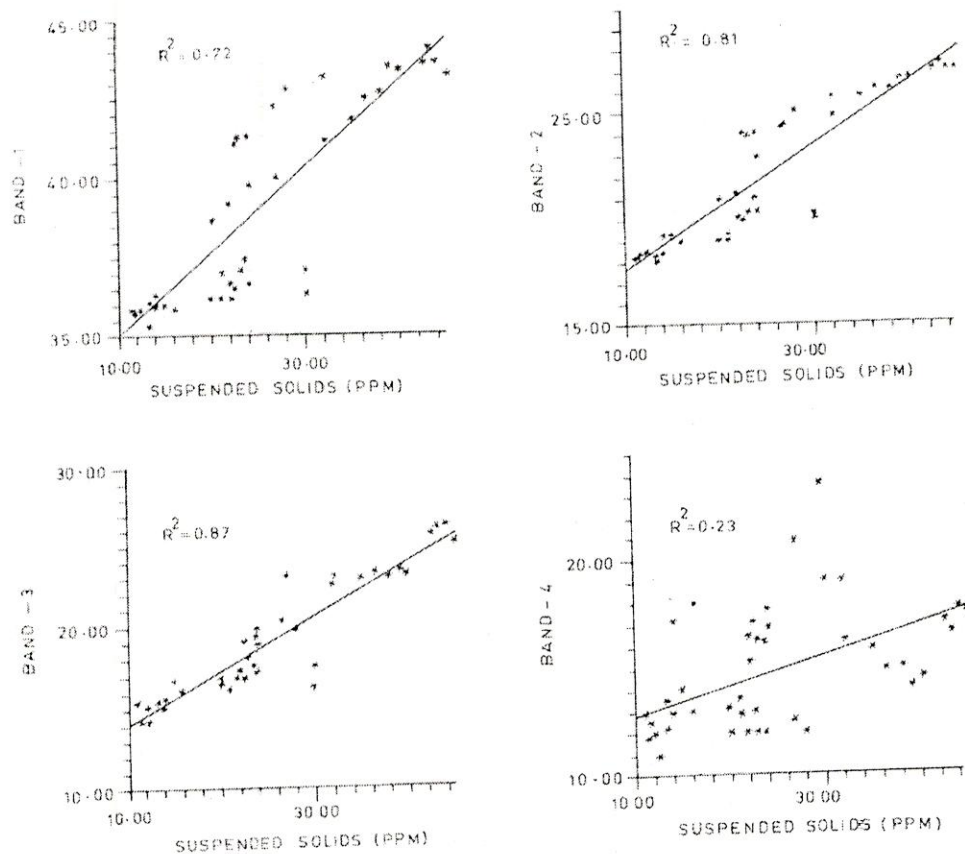 45·00
R² = 0·72
40·00
BAND-1
35·00
10·00 30·00
SUSPENDED SOLIDS (PPM)
R² = 0.81
25·00
BAND-2
15·00
10·00 30·00
SUSPENDED SOLIDS (PPM)
30·00
R² = 0.87
20·00
BAND-3
10·00
10·00 30·00
SUSPENDED SOLIDS (PPM)
R² = 0·23
20·00
BAND-4
10·00
10·00 30·00
SUSPENDED SOLIDS (PPM)